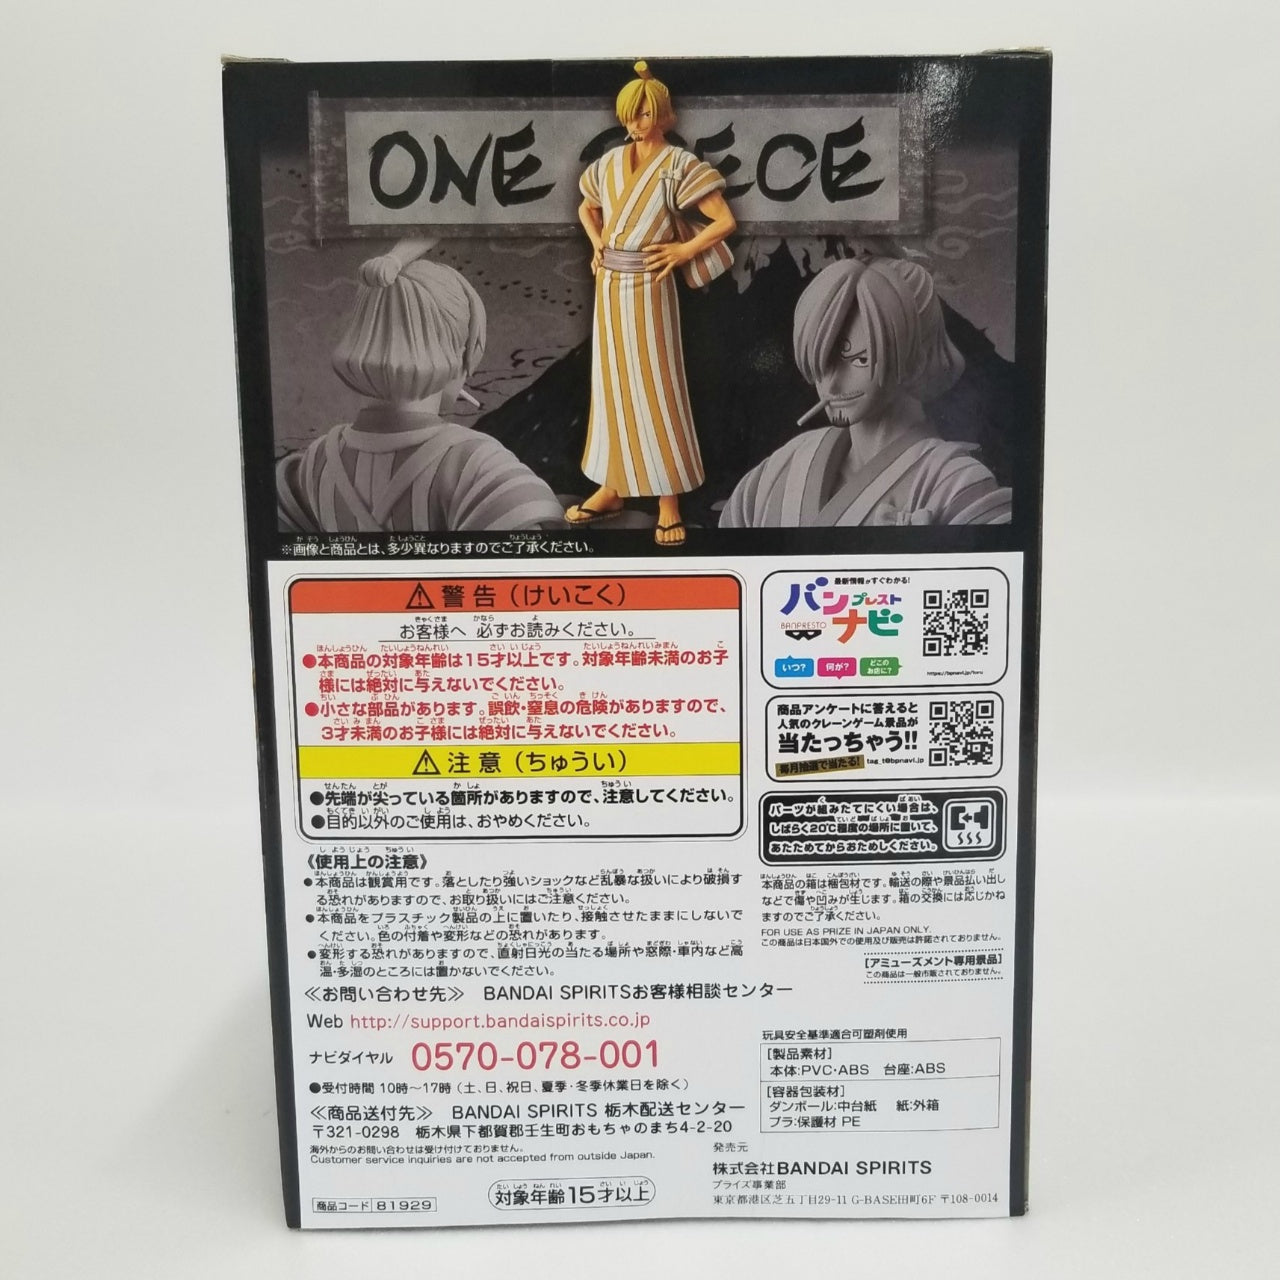 ONE PIECE
※画像と商品とは、多少異なりますのでご了承ください。
警告（けいこく）
お客様へ 必ずお読みください。
●本商品の対象年齢は15才以上です。対象年齢未満のお子
様には絶対に与えないでください。
●小さな部品があります。誤飲・窒息の危険がありますので、
3才未満のお子様には絶対に与えないでください。
注意（ちゅうい）
●先端が尖っている箇所がありますので、注意してください。
●目的以外のご使用は、おやめください。
《使用上の注意》
●本商品は観賞用です。落としたり強いショックなど乱暴な扱いにより破損す
る恐れがありますので、お取り扱いにはご注意ください。
●本商品をプラスチック製品の上に置いたり、接触させたままにしないで
ください。色の付着や変形などの恐れがあります。
●変形する恐れがありますので、直射日光の当たる場所や窓際・車内など高
温・多湿のところには置かないでください。
≪お問い合わせ先≫ BANDAI SPIRITSお客様相談センター
Web http://support.bandaispirits.co.jp
ナビダイヤル 0570-078-001
●受付時間 10時〜17時（土、日、祝日、夏季・冬季休業日を除く）
≪商品送付先≫ BANDAI SPIRITS 栃木配送センター
〒321-0298 栃木県下都賀郡壬生町おもちゃのまち4-2-20
海外からのお問い合わせは受け付けておりません。
Customer service inquiries are not accepted from outside Japan.
商品コード 81929
対象年齢15才以上
最新情報がすぐわかる!
バンプレストナビ
BANPRESTO
いつ?
何が?
どこの
お店に?
https://bpnavi.jp/toru
商品アンケートに答えると
人気のクレーンゲーム景品が
当たっちゃう!!
毎月抽選で当たる!
tag_t@bpnavi.jp
パーツが組みたてにくい場合は、
しばらく20℃程度の場所に置いて、
あたためてからおためしください。
本商品の箱は梱包材です。輸送の際や景品払い出し
などで傷や凹みが生じます。箱の交換には応じかね
ますのでご了承ください。
FOR USE AS PRIZE IN JAPAN ONLY.
この商品は日本国外での使用及び販売は許諾されておりません。
[アミューズメント専用景品]
この商品は一般市販されておりません。
玩具安全基準適合可塑剤使用
[製品素材]
本体:PVC・ABS 台座:ABS
[容器包装材]
ダンボール:中台紙 紙:外箱
プラ:保護材 PE
発売元
株式会社BANDAI SPIRITS
プライズ事業部
東京都港区芝五丁目29-11 G-BASE田町6F 〒108-0014